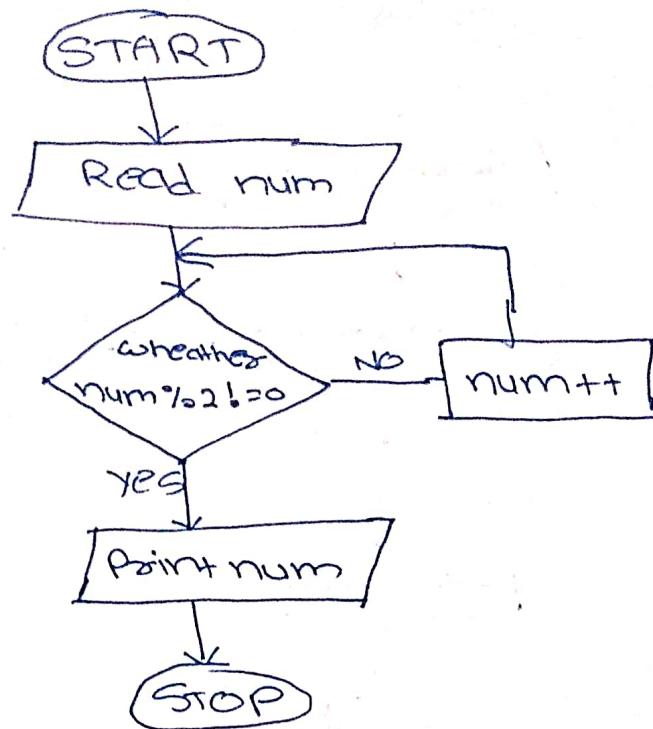 START
Read num
wheather
num%2!=0
NO
num++
yes
Print num
STOP